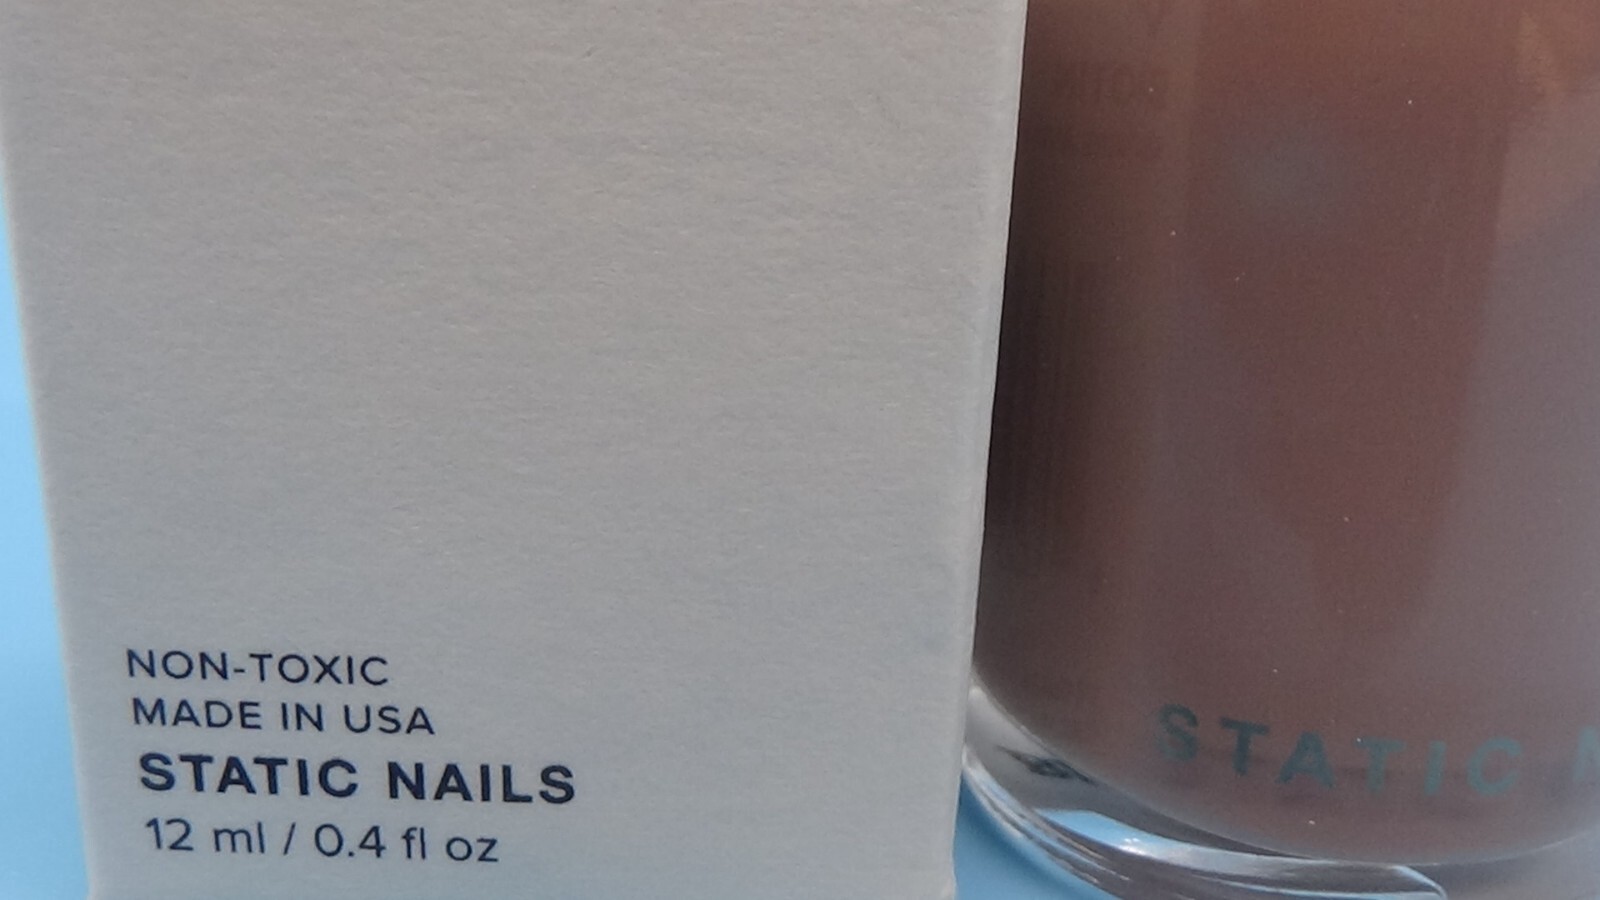 NON-TOXIC
MADE IN USA
STATIC NAILS
12 ml / 0.4 fl oz
STATIC